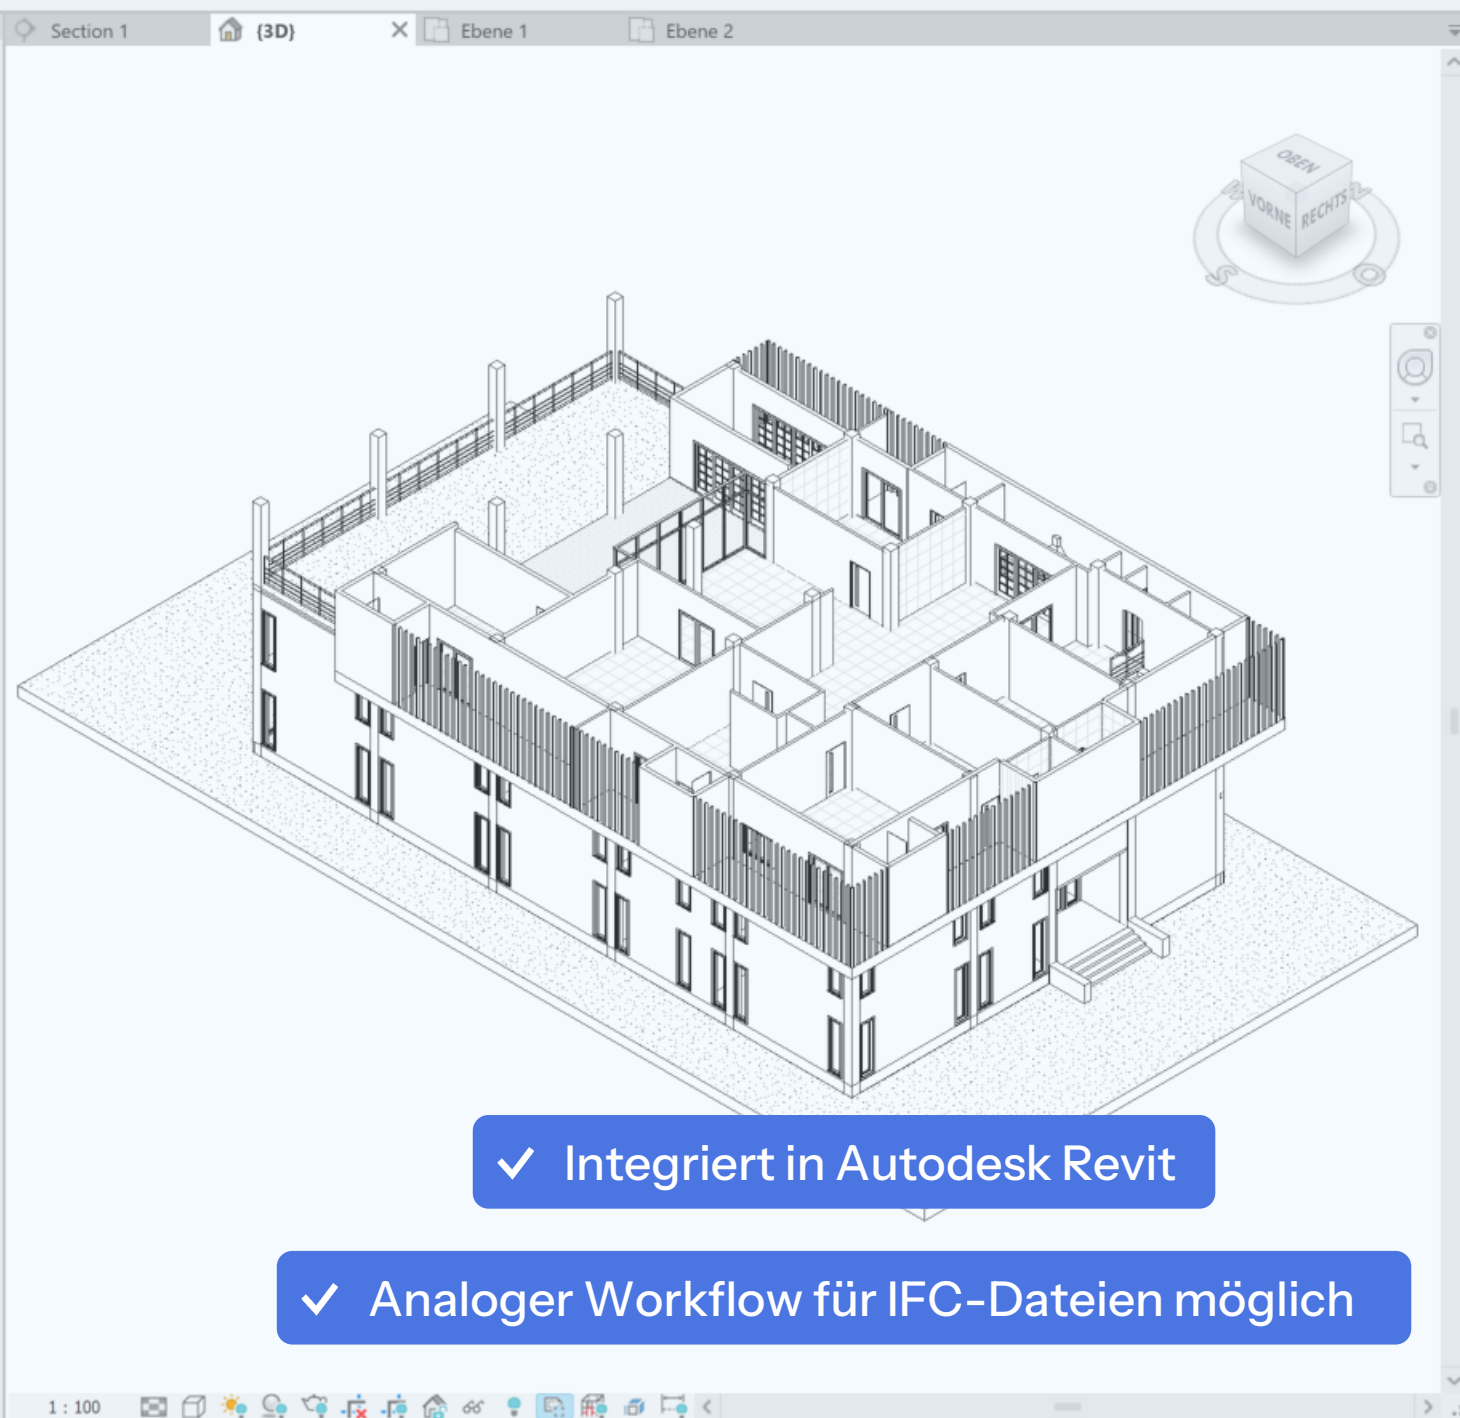 Section 1
{3D}
Ebene 1
Ebene 2
OBEN
VORNE
RECHTS
W
N
S
O
Integriert in Autodesk Revit
Analoger Workflow für IFC-Dateien möglich
1 : 100